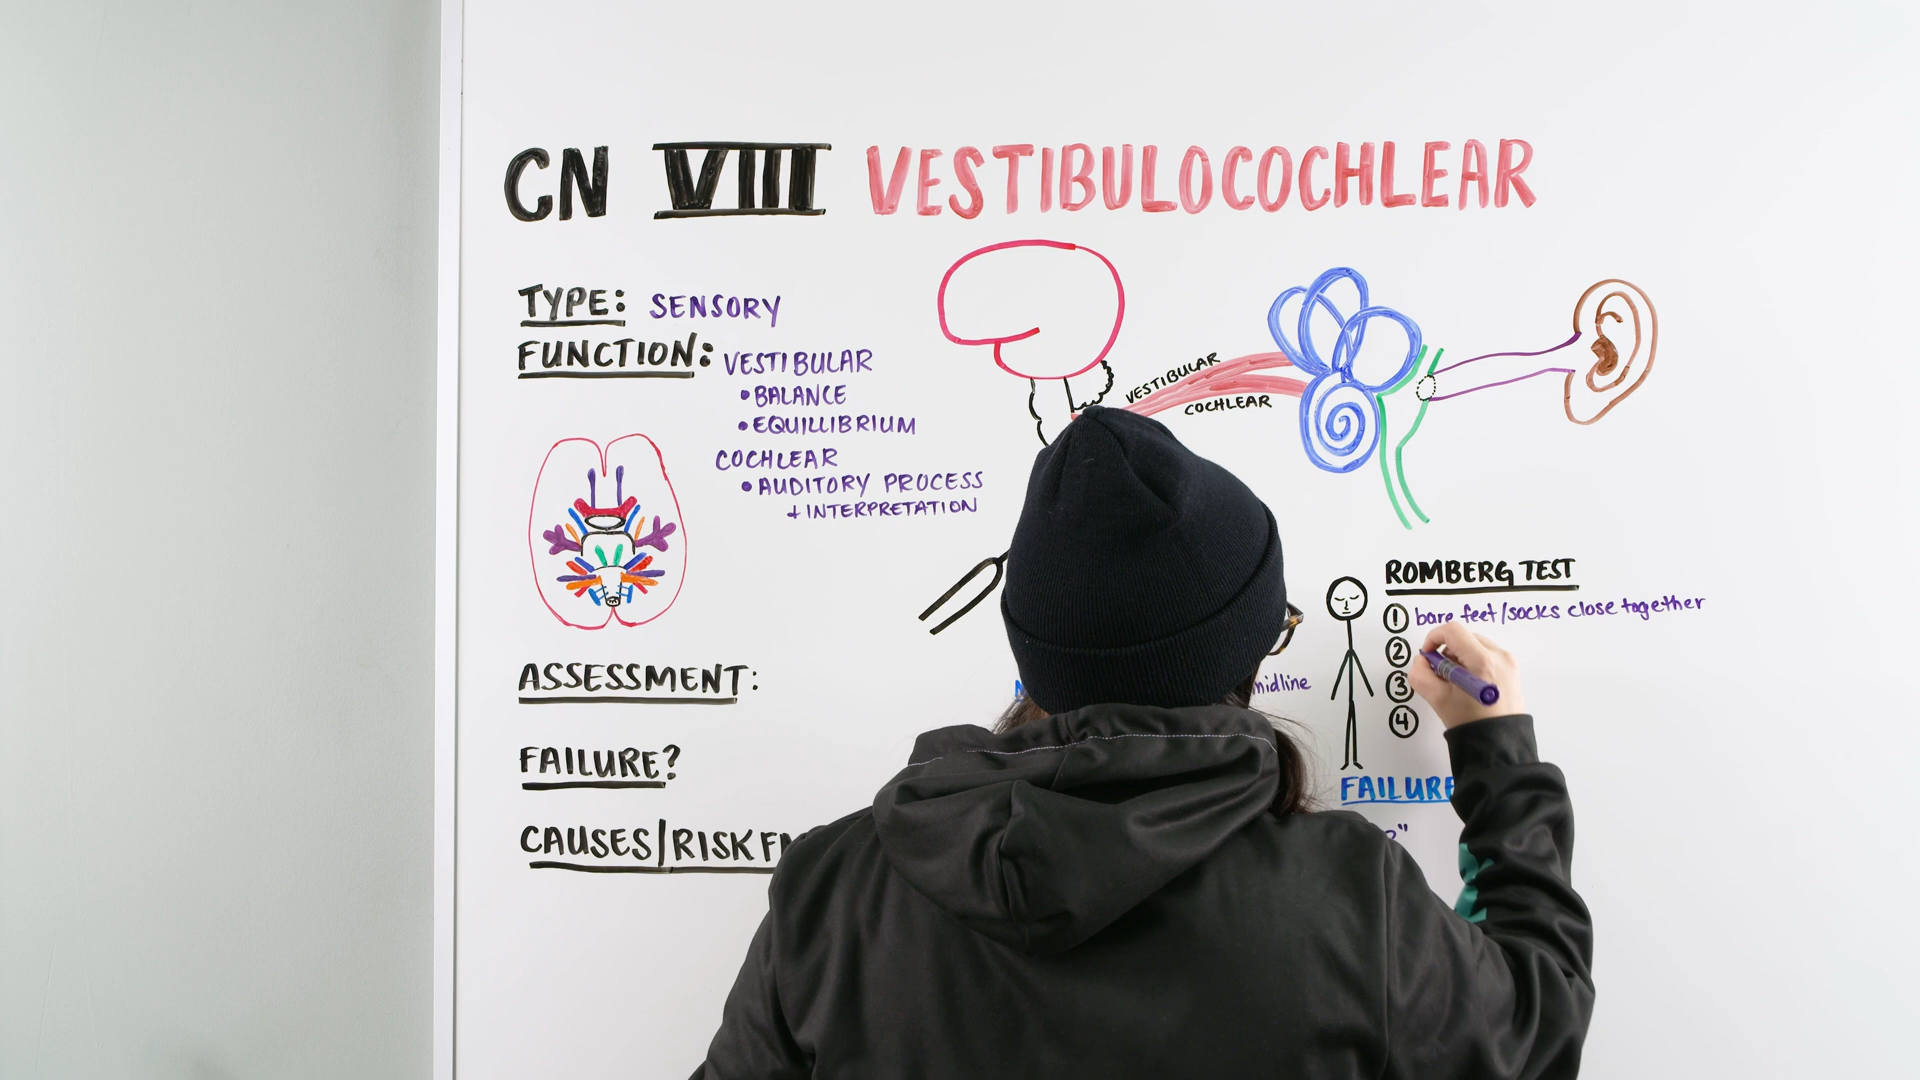 CN VIII VESTIBULOCOCHLEAR
TYPE: SENSORY
FUNCTION: VESTIBULAR
• BALANCE
• EQUILLIBRIUM
COCHLEAR
• AUDITORY PROCESS
+ INTERPRETATION
VESTIBULAR
COCHLEAR
ASSESSMENT:
FAILURE?
CAUSES/RISK
midline
ROMBERG TEST
① bare feet/socks close together
②
③
④
FAILURE